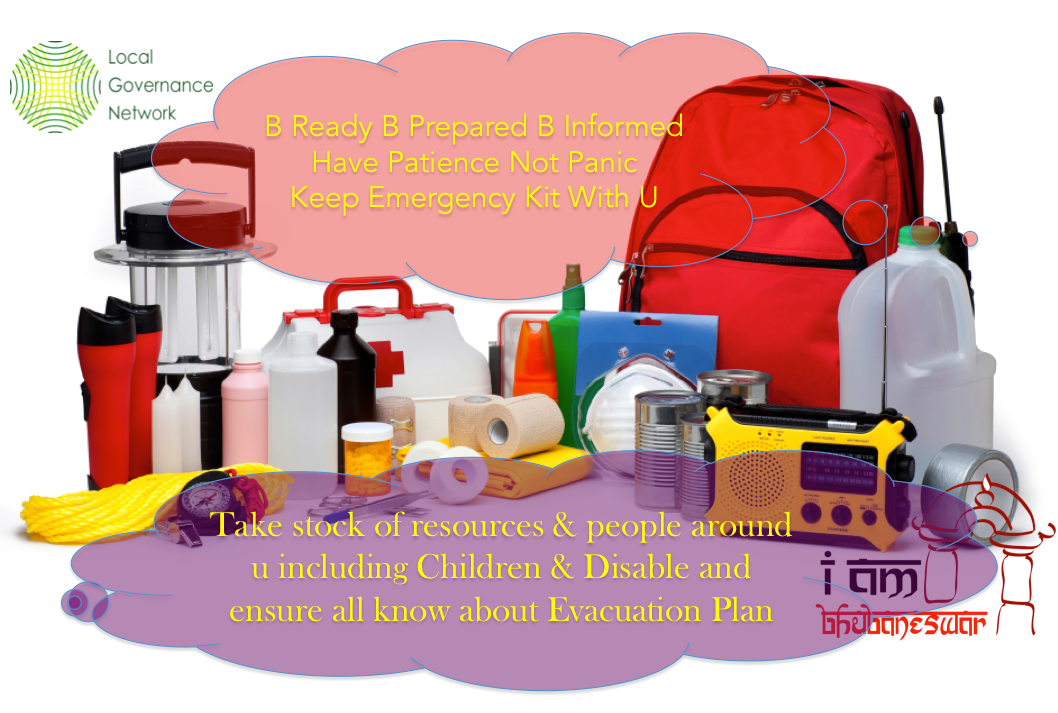 Local
Governance
Network
B Ready B Prepared B Informed
Have Patience Not Panic
Keep Emergency Kit With U
Take stock of resources & people around
u including Children & Disable and
ensure all know about Evacuation Plan
i am
bhubaneswar